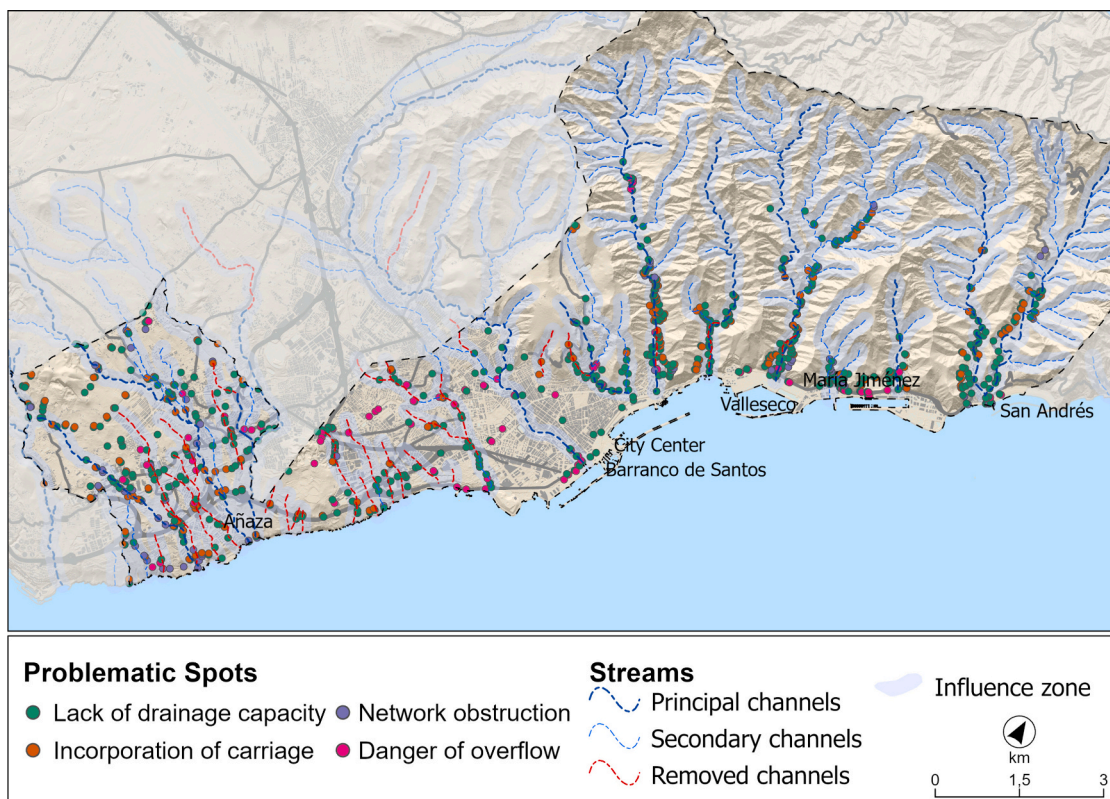 María Jiménez
Valleseco
San Andrés
City Center
Barranco de Santos
Añaza
Problematic Spots
Lack of drainage capacity
Network obstruction
Incorporation of carriage
Danger of overflow
Streams
Principal channels
Secondary channels
Removed channels
Influence zone
km
0 1,5 3